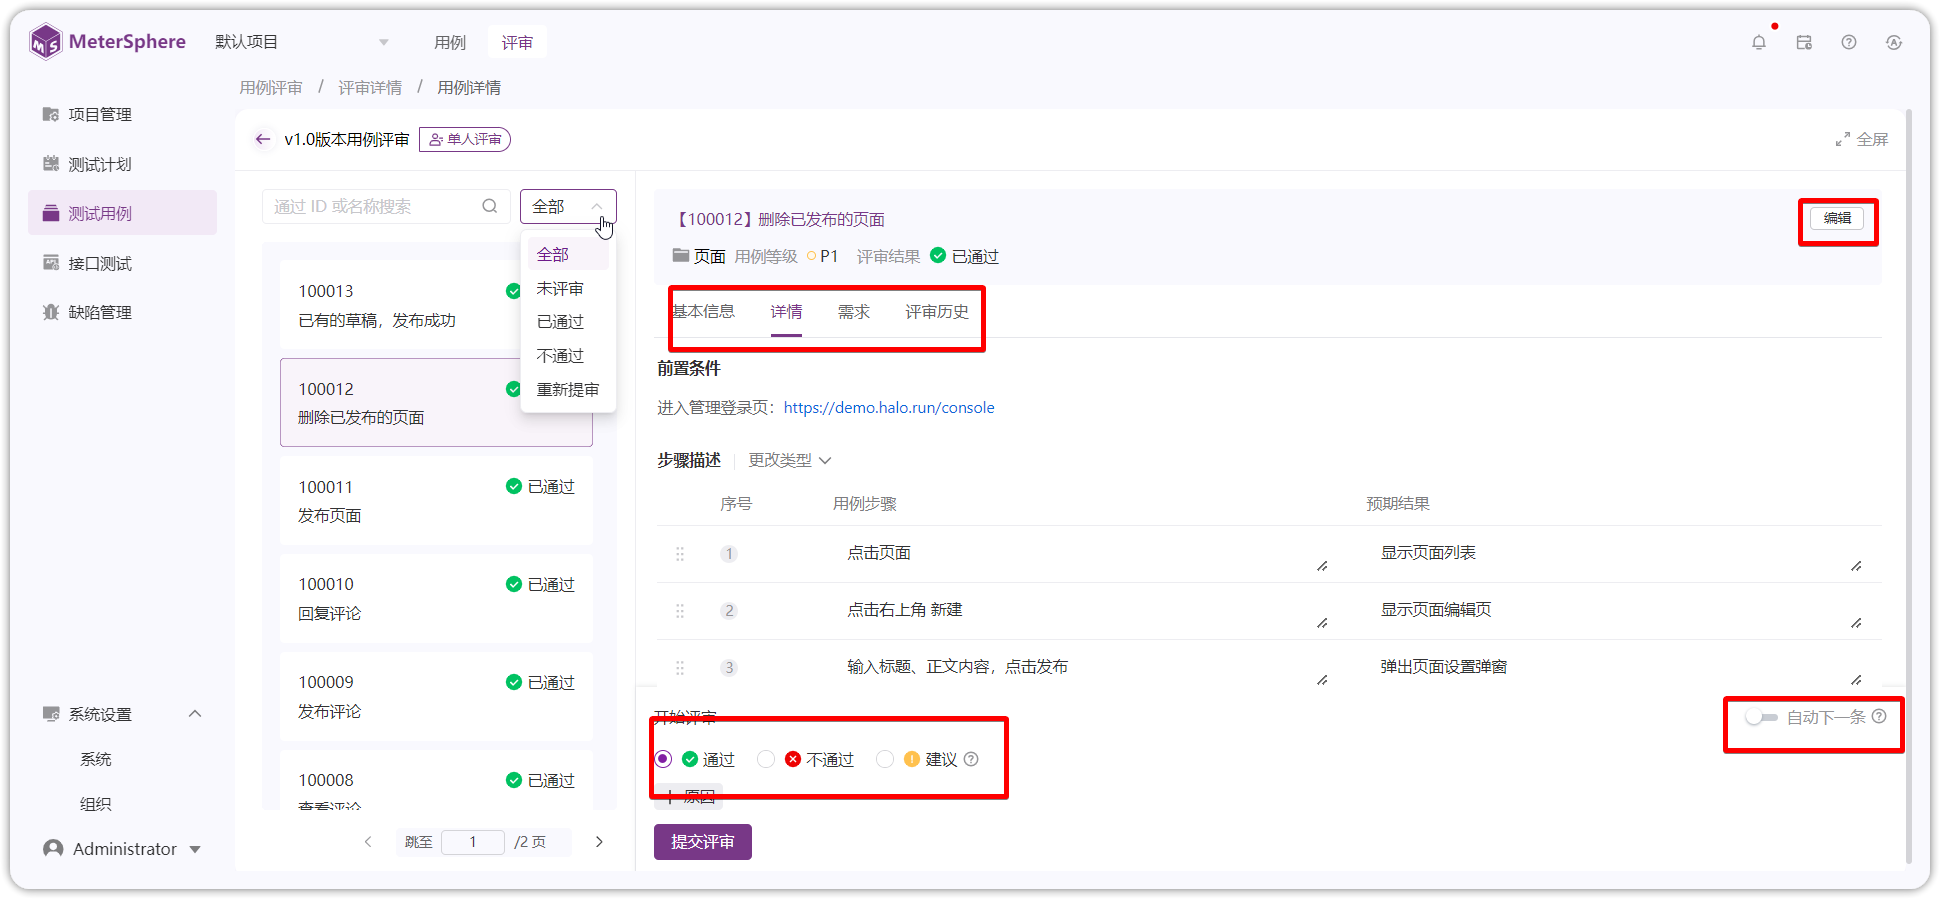 MeterSphere 默认项目 用例 评审
用例评审 / 评审详情 / 用例详情
项目管理
测试计划
测试用例
接口测试
缺陷管理
系统设置
系统
组织
Administrator
v1.0版本用例评审 单人评审
全屏
通过 ID 或名称搜索 全部
全部
未评审
已通过
不通过
重新提审
100013
已有的草稿，发布成功
100012
删除已发布的页面
100011 已通过
发布页面
100010 已通过
回复评论
100009 已通过
发布评论
100008 已通过
查看评论
跳至 1 /2 页
【100012】删除已发布的页面 编辑
页面 用例等级 P1 评审结果 已通过
基本信息 详情 需求 评审历史
前置条件
进入管理登录页：https://demo.halo.run/console
步骤描述 更改类型
序号 用例步骤 预期结果
1 点击页面 显示页面列表
2 点击右上角 新建 显示页面编辑页
3 输入标题、正文内容，点击发布 弹出页面设置弹窗
开始评审 自动下一条
通过 不通过 建议
+ 原因
提交评审